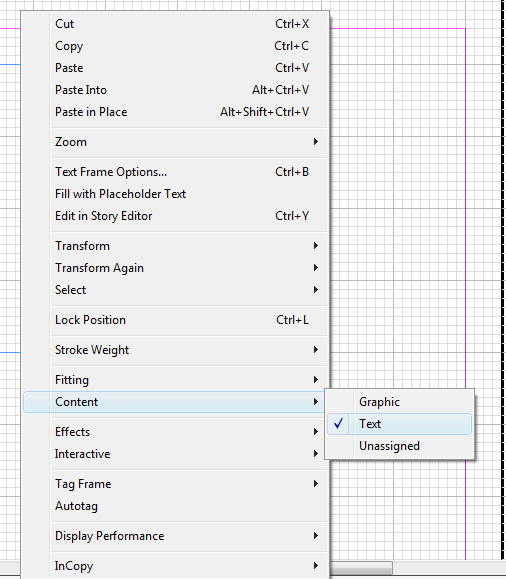 Cut Ctrl+X
Copy Ctrl+C
Paste Ctrl+V
Paste Into Alt+Ctrl+V
Paste in Place Alt+Shift+Ctrl+V
Zoom
Text Frame Options... Ctrl+B
Fill with Placeholder Text
Edit in Story Editor Ctrl+Y
Transform
Transform Again
Select
Lock Position Ctrl+L
Stroke Weight
Fitting
Content
Graphic
Text
Unassigned
Effects
Interactive
Tag Frame
Autotag
Display Performance
InCopy